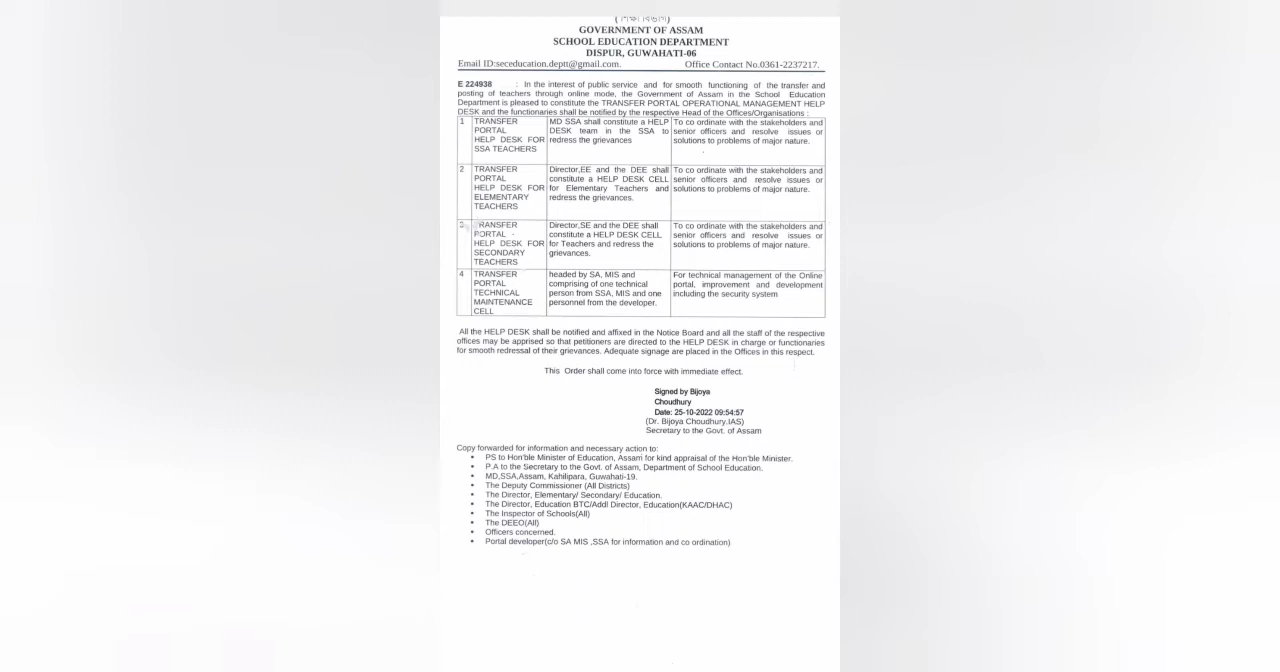 GOVERNMENT OF ASSAM
SCHOOL EDUCATION DEPARTMENT
DISPUR, GUWAHATI-06
Email ID:seceducation.deptt@gmail.com. Office Contact No.0361-2237217.
E 224938 : In the interest of public service and for smooth functioning of the transfer and
posting of teachers through online mode, the Government of Assam in the School Education
Department is pleased to constitute the TRANSFER PORTAL OPERATIONAL MANAGEMENT HELP
DESK and the functionaries shall be notified by the respective Head of the Offices/Organisations :
1 TRANSFER MD SSA shall constitute a HELP To co ordinate with the stakeholders and
PORTAL DESK team in the SSA to senior officers and resolve issues or
HELP DESK FOR redress the grievances solutions to problems of major nature.
SSA TEACHERS
2 TRANSFER Director,EE and the DEE shall To co ordinate with the stakeholders and
PORTAL constitute a HELP DESK CELL senior officers and resolve issues or
HELP DESK FOR for Elementary Teachers and solutions to problems of major nature.
ELEMENTARY redress the grievances.
TEACHERS
3 TRANSFER Director,SE and the DEE shall To co ordinate with the stakeholders and
PORTAL - constitute a HELP DESK CELL senior officers and resolve issues or
HELP DESK FOR for Teachers and redress the solutions to problems of major nature.
SECONDARY grievances.
TEACHERS
4 TRANSFER headed by SA, MIS and For technical management of the Online
PORTAL comprising of one technical portal, improvement and development
TECHNICAL person from SSA, MIS and one including the security system
MAINTENANCE personnel from the developer.
CELL
All the HELP DESK shall be notified and affixed in the Notice Board and all the staff of the respective
offices may be apprised so that petitioners are directed to the HELP DESK in charge or functionaries
for smooth redressal of their grievances. Adequate signage are placed in the Offices in this respect.
This Order shall come into force with immediate effect.
Signed by Bijoya
Choudhury
Date: 25-10-2022 09:54:57
(Dr. Bijoya Choudhury.IAS)
Secretary to the Govt. of Assam
Copy forwarded for information and necessary action to:
• PS to Hon'ble Minister of Education, Assam for kind appraisal of the Hon'ble Minister.
• P.A to the Secretary to the Govt. of Assam, Department of School Education.
• MD,SSA,Assam, Kahilipara, Guwahati-19.
• The Deputy Commissioner (All Districts)
• The Director, Elementary/ Secondary/ Education.
• The Director, Education BTC/Addl Director, Education(KAAC/DHAC)
• The Inspector of Schools(All)
• The DEEO(All)
• Officers concerned.
• Portal developer(c/o SA MIS ,SSA for information and co ordination)